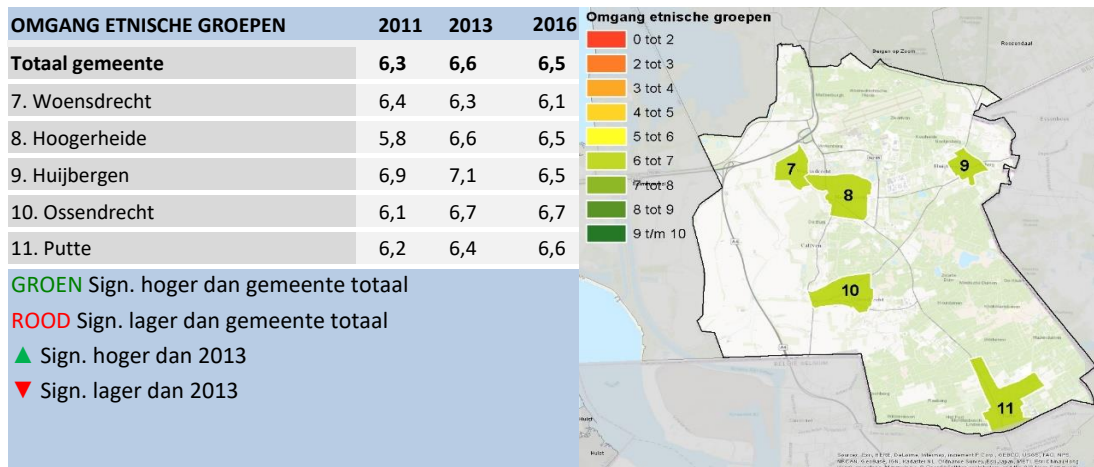 OMGANG ETNISCHE GROEPEN 2011 2013 2016
Totaal gemeente 6,3 6,6 6,5
7. Woensdrecht 6,4 6,3 6,1
8. Hoogerheide 5,8 6,6 6,5
9. Huijbergen 6,9 7,1 6,5
10. Ossendrecht 6,1 6,7 6,7
11. Putte 6,2 6,4 6,6
GROEN Sign. hoger dan gemeente totaal
ROOD Sign. lager dan gemeente totaal
▲ Sign. hoger dan 2013
▼ Sign. lager dan 2013
Omgang etnische groepen
0 tot 2
2 tot 3
3 tot 4
4 tot 5
5 tot 6
6 tot 7
7 tot 8
8 tot 9
9 t/m 10
Bergen op Zoom
Roosendaal
7
8
9
10
11
Hulst